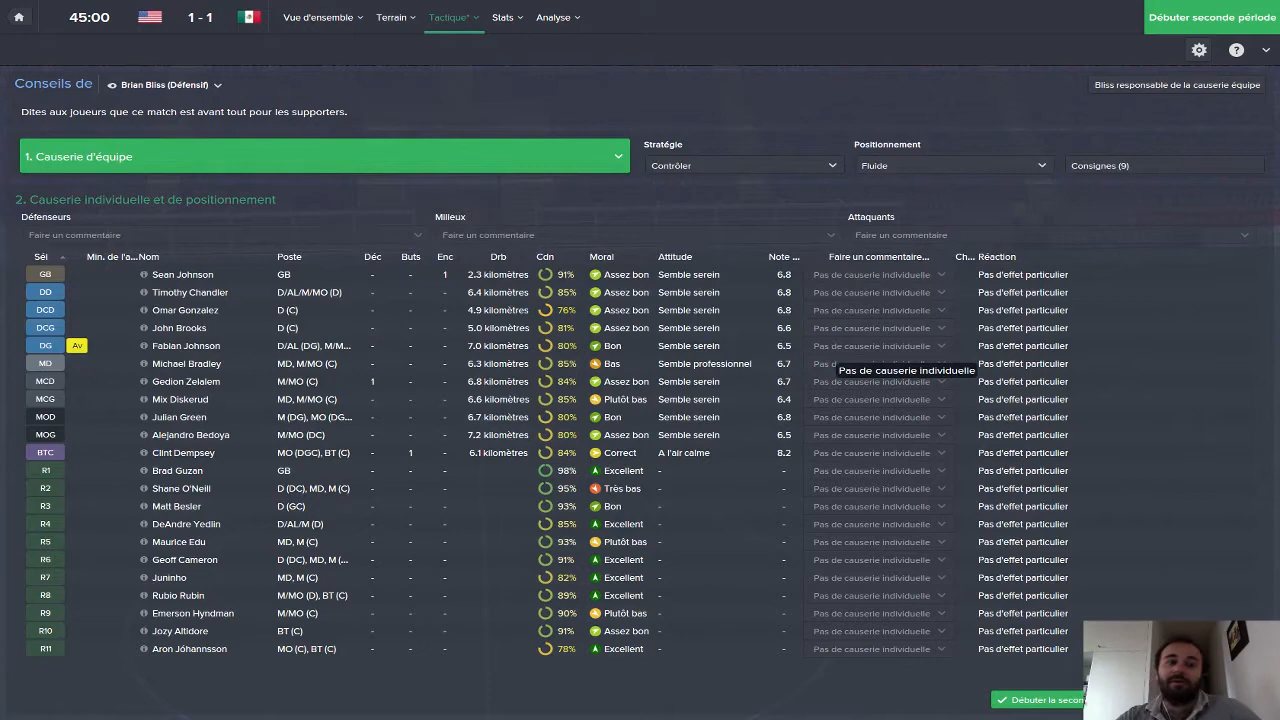 45:00 1 - 1 Vue d'ensemble Terrain Tactique* Stats Analyse Débuter seconde période
?
Conseils de Brian Bliss (Défensif) Bliss responsable de la causerie équipe
Dites aux joueurs que ce match est avant tout pour les supporters.
Stratégie Positionnement
1. Causerie d'équipe Contrôler Fluide Consignes (9)
2. Causerie individuelle et de positionnement
Défenseurs Milieux Attaquants
Faire un commentaire Faire un commentaire Faire un commentaire
Sél Min. de l'a... Nom Poste Déc Buts Enc Drb Cdn Moral Attitude Note ... Faire un commentaire... Ch... Réaction
GB Sean Johnson GB - - 1 2.3 kilomètres 91% Assez bon Semble serein 6.8 Pas de causerie individuelle Pas d'effet particulier
DD Timothy Chandler D/AL/M/MO (D) - - - 6.4 kilomètres 85% Assez bon Semble serein 6.8 Pas de causerie individuelle Pas d'effet particulier
DCD Omar Gonzalez D (C) - - - 4.9 kilomètres 76% Assez bon Semble serein 6.8 Pas de causerie individuelle Pas d'effet particulier
DCG John Brooks D (C) - - - 5.0 kilomètres 81% Assez bon Semble serein 6.6 Pas de causerie individuelle Pas d'effet particulier
DG Av Fabian Johnson D/AL (DG), M/M... - - - 7.0 kilomètres 80% Bon Semble serein 6.5 Pas de causerie individuelle Pas d'effet particulier
MD Michael Bradley MD, M/MO (C) - - - 6.3 kilomètres 85% Bas Semble professionnel 6.7 Pas de causerie individuelle Pas d'effet particulier
Pas de causerie individuelle
MCD Gedion Zelalem M/MO (C) 1 - - 6.8 kilomètres 84% Assez bon Semble serein 6.7 Pas de causerie individuelle Pas d'effet particulier
MCG Mix Diskerud MD, M/MO (C) - - - 6.6 kilomètres 85% Plutôt bas Semble serein 6.4 Pas de causerie individuelle Pas d'effet particulier
MOD Julian Green M (DG), MO (DG... - - - 6.7 kilomètres 80% Bon Semble serein 6.8 Pas de causerie individuelle Pas d'effet particulier
MOG Alejandro Bedoya M/MO (DC) - - - 7.2 kilomètres 80% Assez bon Semble serein 6.5 Pas de causerie individuelle Pas d'effet particulier
BTC Clint Dempsey MO (DGC), BT (C) - 1 - 6.1 kilomètres 84% Correct A l'air calme 8.2 Pas de causerie individuelle Pas d'effet particulier
R1 Brad Guzan GB - - - 98% Excellent - - Pas de causerie individuelle Pas d'effet particulier
R2 Shane O'Neill D (DC), MD, M (C) - - - 95% Très bas - - Pas de causerie individuelle Pas d'effet particulier
R3 Matt Besler D (GC) - - - 93% Bon - - Pas de causerie individuelle Pas d'effet particulier
R4 DeAndre Yedlin D/AL/M (D) - - - 85% Excellent - - Pas de causerie individuelle Pas d'effet particulier
R5 Maurice Edu MD, M (C) - - - 93% Plutôt bas - - Pas de causerie individuelle Pas d'effet particulier
R6 Geoff Cameron D (DC), MD, M (... - - - 91% Excellent - - Pas de causerie individuelle Pas d'effet particulier
R7 Juninho MD, M (C) - - - 82% Excellent - - Pas de causerie individuelle Pas d'effet particulier
R8 Rubio Rubin M/MO (D), BT (C) - - - 89% Excellent - - Pas de causerie individuelle Pas d'effet particulier
R9 Emerson Hyndman M/MO (C) - - - 90% Plutôt bas - - Pas de causerie individuelle Pas d'effet particulier
R10 Jozy Altidore BT (C) - - - 91% Assez bon - - Pas de causerie individuelle Pas d'effet particulier
R11 Aron Jóhannsson MO (C), BT (C) - - - 78% Excellent - - Pas de causerie individuelle Pas d'effet particulier
Débuter la secon